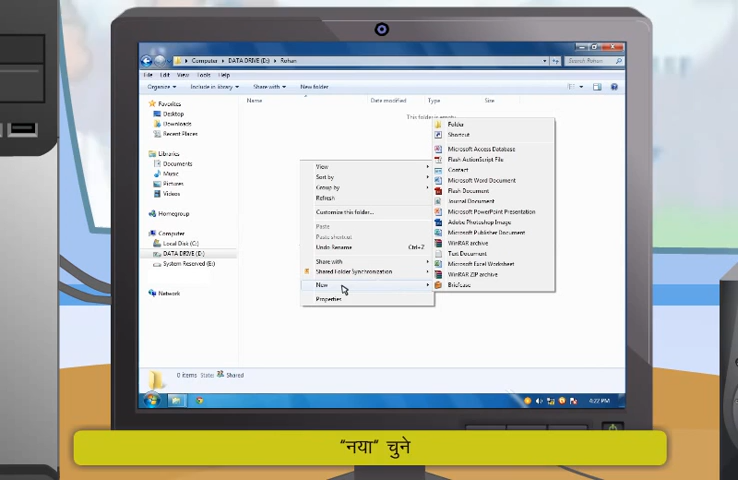 Computer ▸ DATA DRIVE (D:) ▸ Rohan
Search Rohan
File Edit View Tools Help
Organize Include in library Share with New folder
Name Date modified Type Size
This folder is empty.
Favorites
Desktop
Downloads
Recent Places
Libraries
Documents
Music
Pictures
Videos
Homegroup
Computer
Local Disk (C:)
DATA DRIVE (D:)
System Reserved (E:)
Network
View
Sort by
Group by
Refresh
Customize this folder...
Paste
Paste shortcut
Undo Rename Ctrl+Z
Share with
Shared Folder Synchronization
New
Properties
Folder
Shortcut
Microsoft Access Database
Flash ActionScript File
Contact
Microsoft Word Document
Flash Document
Journal Document
Microsoft PowerPoint Presentation
Adobe Photoshop Image
Microsoft Publisher Document
WinRAR archive
Text Document
Microsoft Excel Worksheet
WinRAR ZIP archive
Briefcase
0 items State: Shared
4:22 PM
“नया” चुने